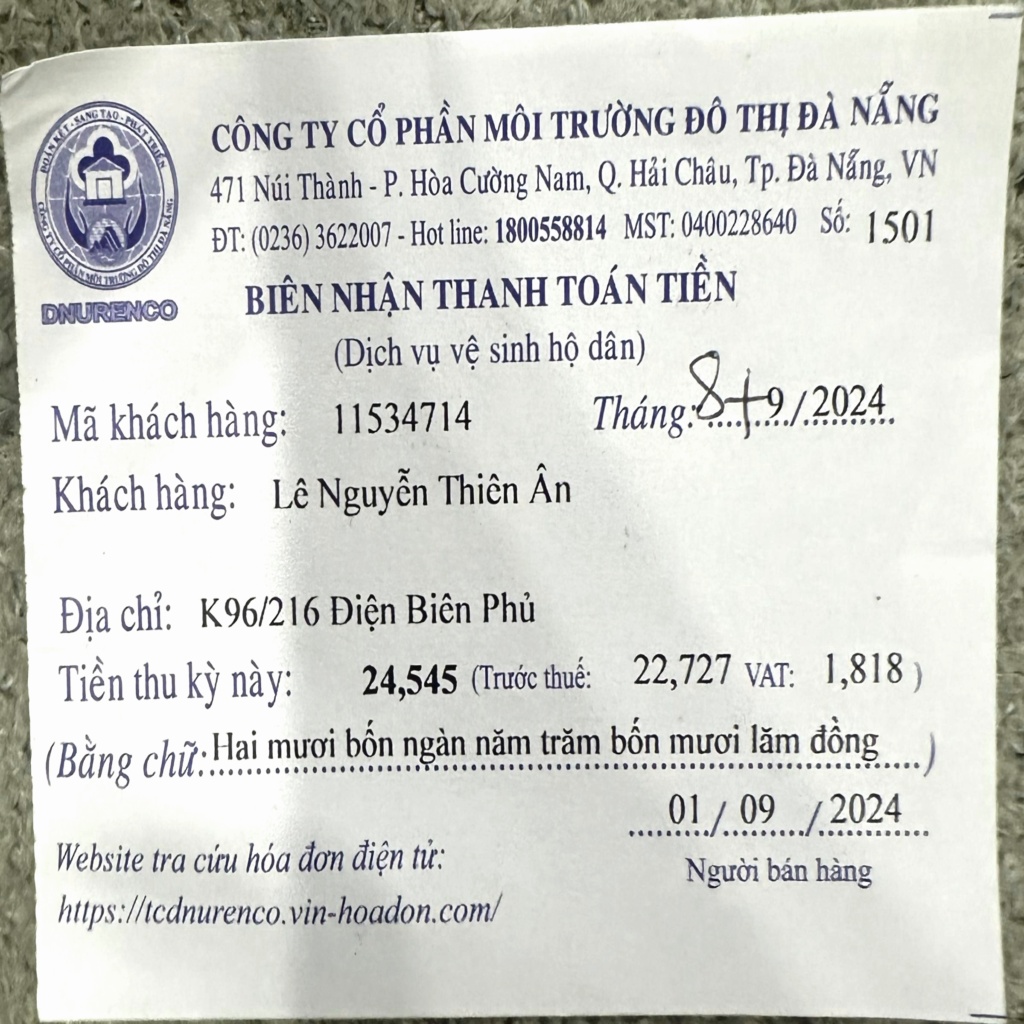 ĐOÀN KẾT - SANG TẠO - PHÁT TRIỂN
CÔNG TY CỔ PHẦN MÔI TRƯỜNG ĐÔ THỊ ĐÀ NẴNG
DNURENCO
CÔNG TY CỔ PHẦN MÔI TRƯỜNG ĐÔ THỊ ĐÀ NẴNG
471 Núi Thành - P. Hòa Cường Nam, Q. Hải Châu, Tp. Đà Nẵng, VN
ĐT: (0236) 3622007 - Hot line: 1800558814 MST: 0400228640 Số: 1501
BIÊN NHẬN THANH TOÁN TIỀN
(Dịch vụ vệ sinh hộ dân)
Mã khách hàng: 11534714 Tháng: 8+9/2024
Khách hàng: Lê Nguyễn Thiên Ân
Địa chỉ: K96/216 Điện Biên Phủ
Tiền thu kỳ này: 24,545 (Trước thuế: 22,727 VAT: 1,818 )
(Bằng chữ: Hai mươi bốn ngàn năm trăm bốn mươi lăm đồng )
01 / 09 / 2024
Người bán hàng
Website tra cứu hóa đơn điện tử:
https://tcdnurenco.vin-hoadon.com/